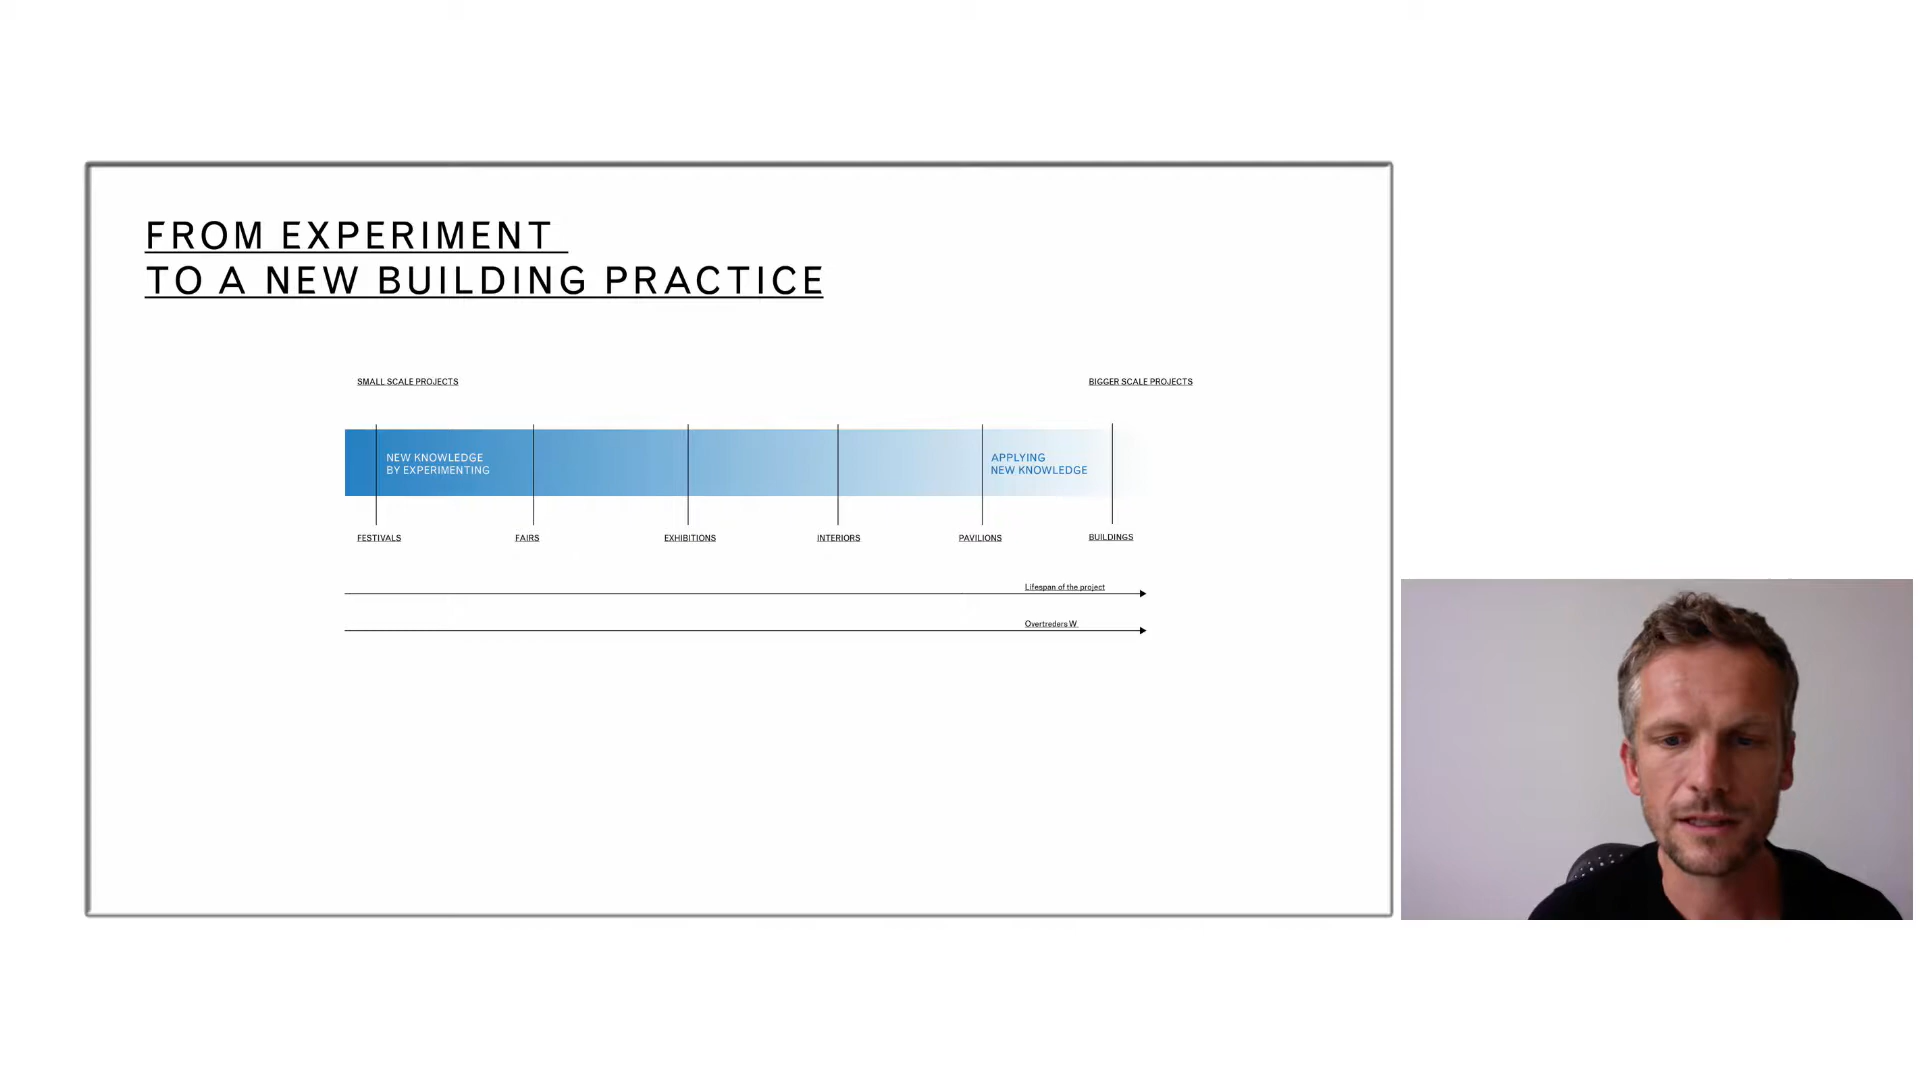 FROM EXPERIMENT
TO A NEW BUILDING PRACTICE
SMALL SCALE PROJECTS
BIGGER SCALE PROJECTS
NEW KNOWLEDGE
BY EXPERIMENTING
APPLYING
NEW KNOWLEDGE
FESTIVALS
FAIRS
EXHIBITIONS
INTERIORS
PAVILIONS
BUILDINGS
Lifespan of the project
Overtreders W